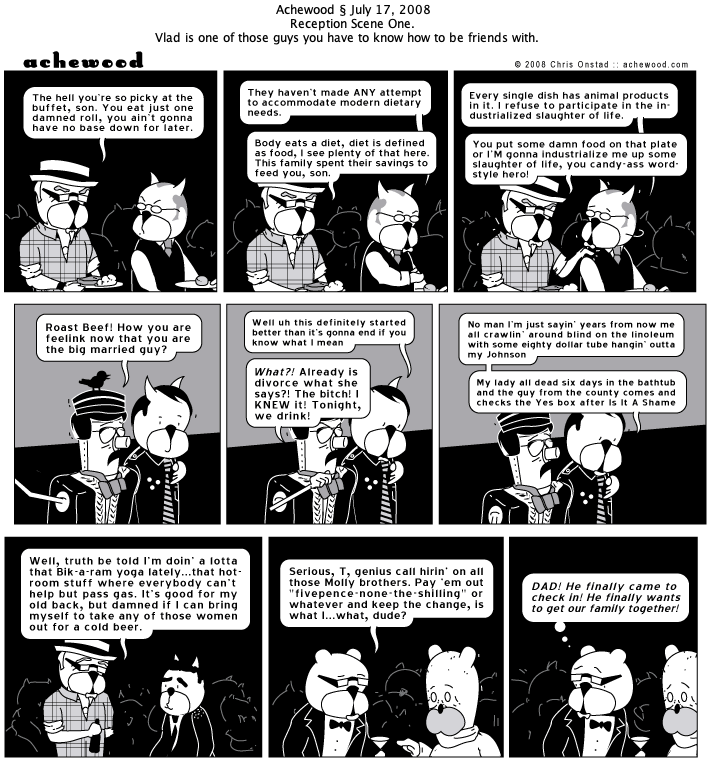 Achewood § July 17, 2008
Reception Scene One.
Vlad is one of those guys you have to know how to be friends with.
achewood
© 2008 Chris Onstad :: achewood.com
The hell you're so picky at the
buffet, son. You eat just one
damned roll, you ain't gonna
have no base down for later.
They haven't made ANY attempt
to accommodate modern dietary
needs.
Body eats a diet, diet is defined
as food, I see plenty of that here.
This family spent their savings to
feed you, son.
Every single dish has animal products
in it. I refuse to participate in the in-
dustrialized slaughter of life.
You put some damn food on that plate
or I'M gonna industrialize me up some
slaughter of life, you candy-ass word-
style hero!
Roast Beef! How you are
feelink now that you are
the big married guy?
Well uh this definitely started
better than it's gonna end if you
know what I mean
What?! Already is
divorce what she
says?! The bitch! I
KNEW it! Tonight,
we drink!
No man I'm just sayin' years from now me
all crawlin' around blind on the linoleum
with some eighty dollar tube hangin' outta
my Johnson
My lady all dead six days in the bathtub
and the guy from the county comes and
checks the Yes box after Is It A Shame
Well, truth be told I'm doin' a lotta
that Bik-a-ram yoga lately...that hot-
room stuff where everybody can't
help but pass gas. It's good for my
old back, but damned if I can bring
myself to take any of those women
out for a cold beer.
Serious, T, genius call hirin' on all
those Molly brothers. Pay 'em out
"fivepence-none-the-shilling" or
whatever and keep the change, is
what I...what, dude?
DAD! He finally came to
check in! He finally wants
to get our family together!